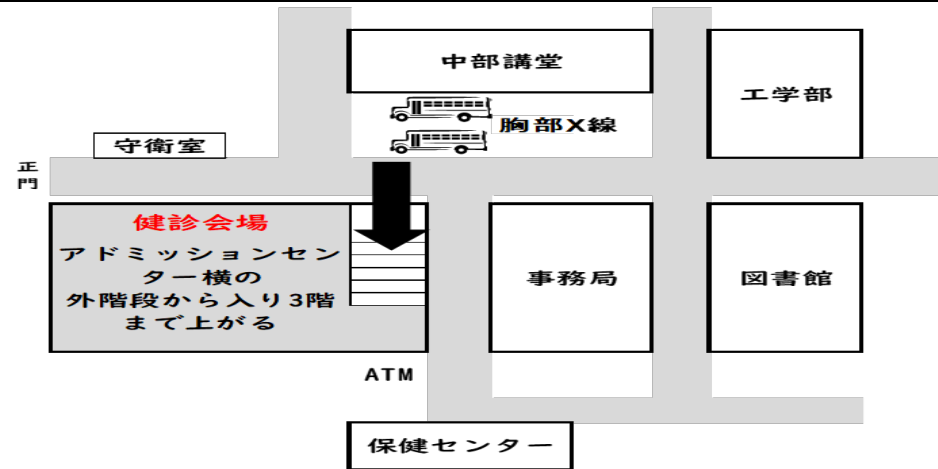 中部講堂
工学部
胸部X線
守衛室
正
門
健診会場
アドミッションセン
ター横の
外階段から入り3階
まで上がる
事務局
図書館
ATM
保健センター